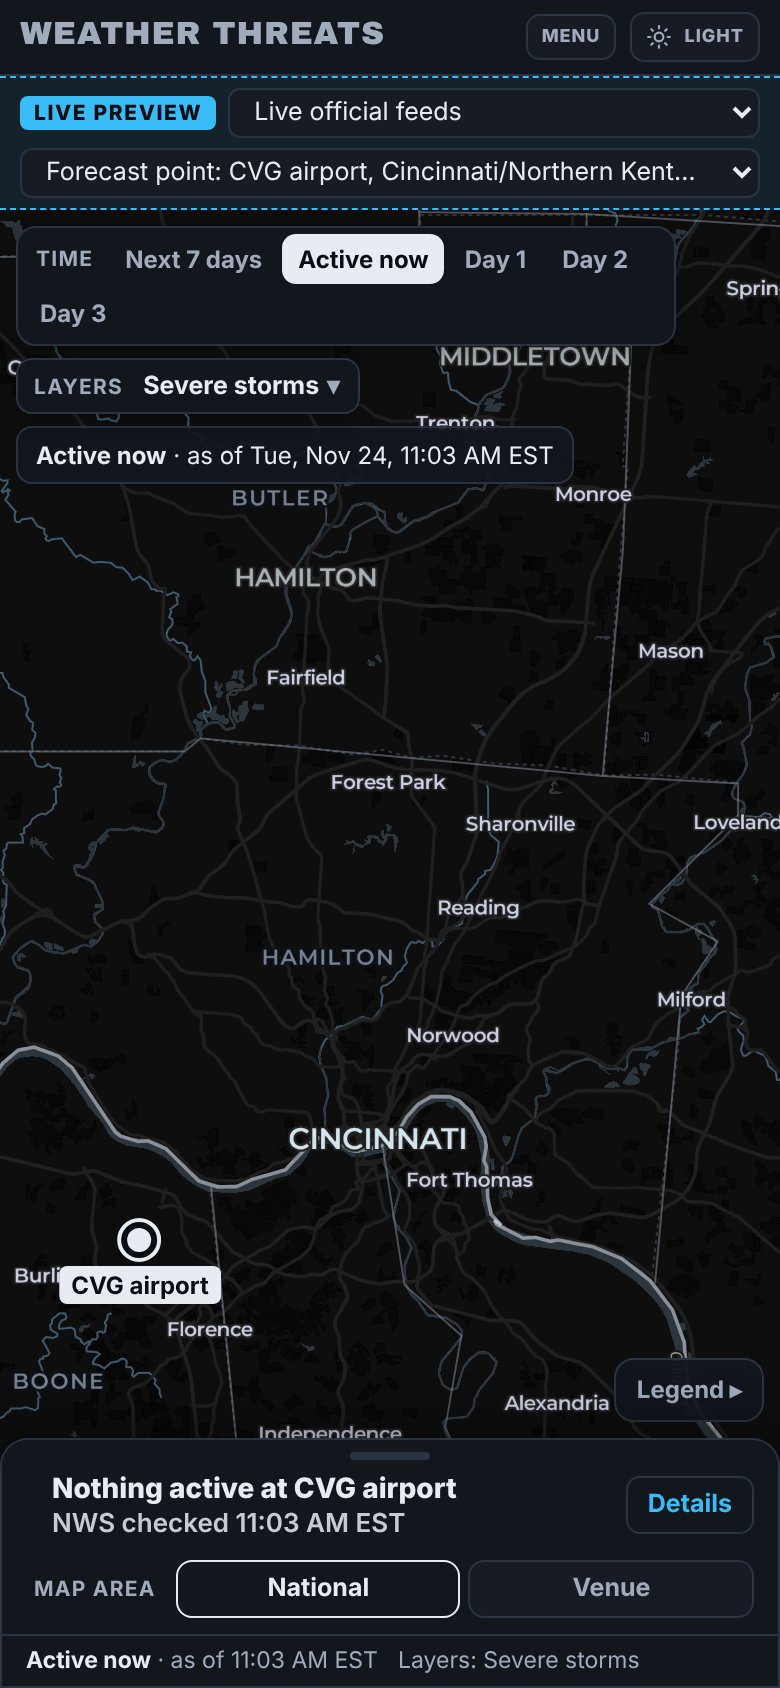 WEATHER THREATS
MENU
LIGHT
LIVE PREVIEW
Live official feeds
Forecast point: CVG airport, Cincinnati/Northern Kent...
TIME
Next 7 days
Active now
Day 1
Day 2
Day 3
Sprin
MIDDLETOWN
LAYERS Severe storms ▾
Trenton
Active now · as of Tue, Nov 24, 11:03 AM EST
BUTLER
Monroe
HAMILTON
Mason
Fairfield
Forest Park
Sharonville
Loveland
Reading
HAMILTON
Milford
Norwood
CINCINNATI
Fort Thomas
Burli
CVG airport
Florence
BOONE
Legend ▸
Alexandria
Independence
Nothing active at CVG airport
NWS checked 11:03 AM EST
Details
MAP AREA
National
Venue
Active now · as of 11:03 AM EST Layers: Severe storms